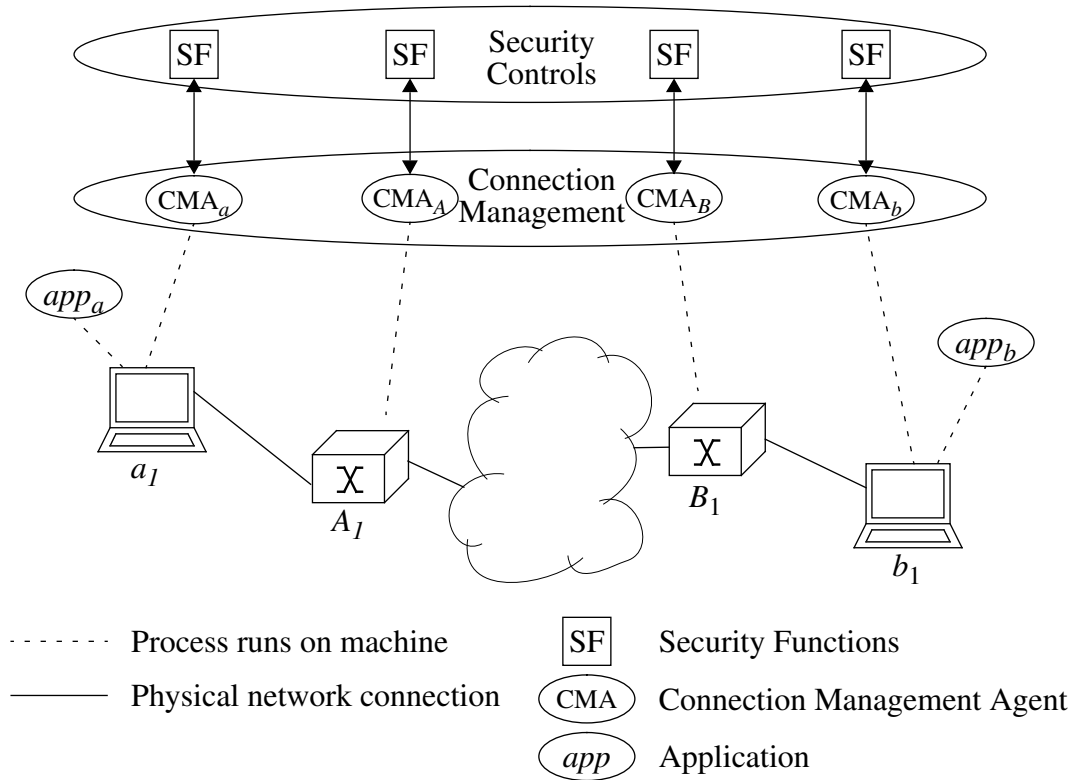 SF SF Security Controls SF SF
CMAa CMAA Connection Management CMAB CMAb
appa
appb
a1
A1
B1
b1
Process runs on machine
SF Security Functions
Physical network connection
CMA Connection Management Agent
app Application